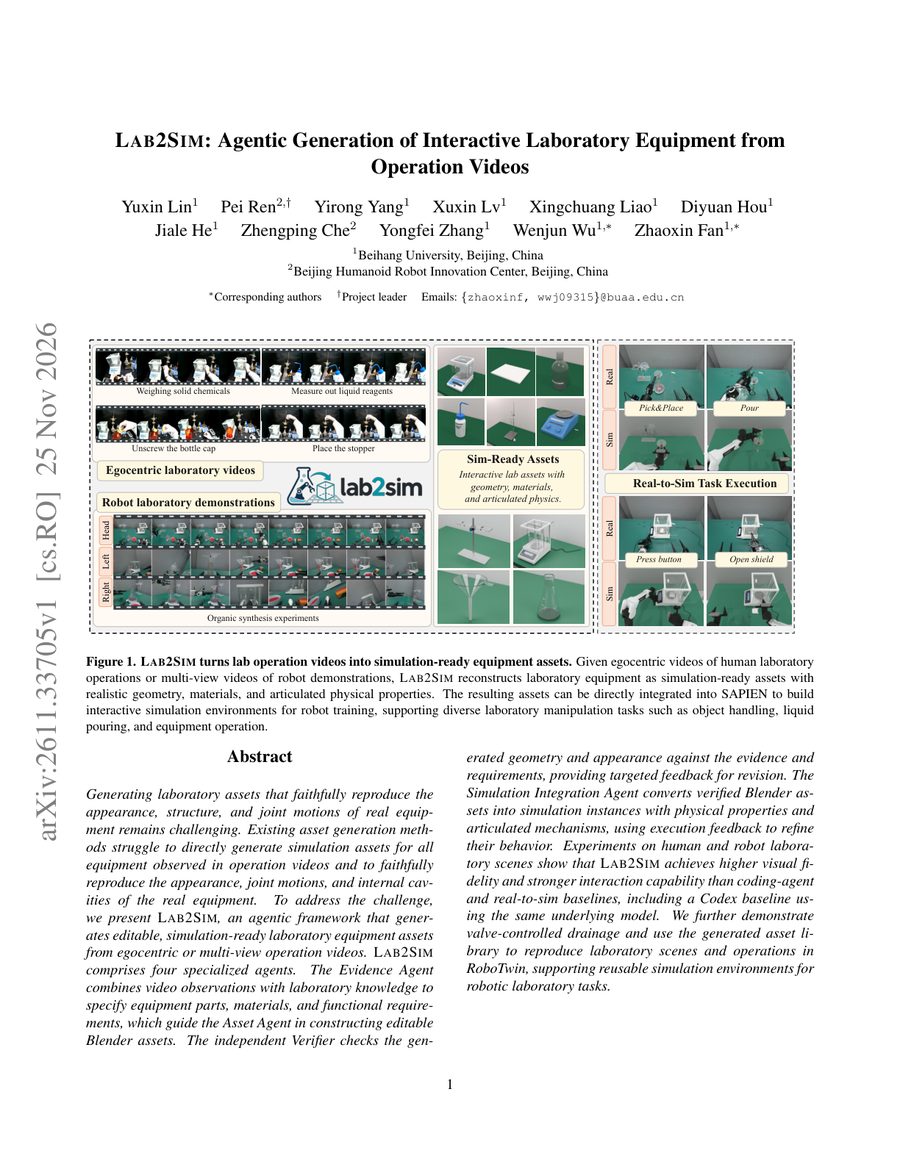 arXiv:2611.33705v1 [cs.RO] 25 Nov 2026
LAB2SIM: Agentic Generation of Interactive Laboratory Equipment from
Operation Videos
Yuxin Lin1 Pei Ren2,† Yirong Yang1 Xuxin Lv1 Xingchuang Liao1 Diyuan Hou1
Jiale He1 Zhengping Che2 Yongfei Zhang1 Wenjun Wu1,∗ Zhaoxin Fan1,∗
1Beihang University, Beijing, China
2Beijing Humanoid Robot Innovation Center, Beijing, China
∗Corresponding authors †Project leader Emails: {zhaoxinf, wwj09315}@buaa.edu.cn
Weighing solid chemicals
Measure out liquid reagents
Unscrew the bottle cap
Place the stopper
Egocentric laboratory videos
lab2sim
Robot laboratory demonstrations
Head
Left
Right
Organic synthesis experiments
Sim-Ready Assets
Interactive lab assets with
geometry, materials,
and articulated physics.
Real
Pick&Place
Pour
Sim
Real-to-Sim Task Execution
Real
Press button
Open shield
Sim
Figure 1. LAB2SIM turns lab operation videos into simulation-ready equipment assets. Given egocentric videos of human laboratory
operations or multi-view videos of robot demonstrations, LAB2SIM reconstructs laboratory equipment as simulation-ready assets with
realistic geometry, materials, and articulated physical properties. The resulting assets can be directly integrated into SAPIEN to build
interactive simulation environments for robot training, supporting diverse laboratory manipulation tasks such as object handling, liquid
pouring, and equipment operation.
Abstract
Generating laboratory assets that faithfully reproduce the
appearance, structure, and joint motions of real equip-
ment remains challenging. Existing asset generation meth-
ods struggle to directly generate simulation assets for all
equipment observed in operation videos and to faithfully
reproduce the appearance, joint motions, and internal cav-
ities of the real equipment. To address the challenge,
we present LAB2SIM, an agentic framework that gener-
ates editable, simulation-ready laboratory equipment assets
from egocentric or multi-view operation videos. LAB2SIM
comprises four specialized agents. The Evidence Agent
combines video observations with laboratory knowledge to
specify equipment parts, materials, and functional require-
ments, which guide the Asset Agent in constructing editable
Blender assets. The independent Verifier checks the gen-
erated geometry and appearance against the evidence and
requirements, providing targeted feedback for revision. The
Simulation Integration Agent converts verified Blender as-
sets into simulation instances with physical properties and
articulated mechanisms, using execution feedback to refine
their behavior. Experiments on human and robot labora-
tory scenes show that LAB2SIM achieves higher visual fi-
delity and stronger interaction capability than coding-agent
and real-to-sim baselines, including a Codex baseline us-
ing the same underlying model. We further demonstrate
valve-controlled drainage and use the generated asset li-
brary to reproduce laboratory scenes and operations in
RoboTwin, supporting reusable simulation environments for
robotic laboratory tasks.
1